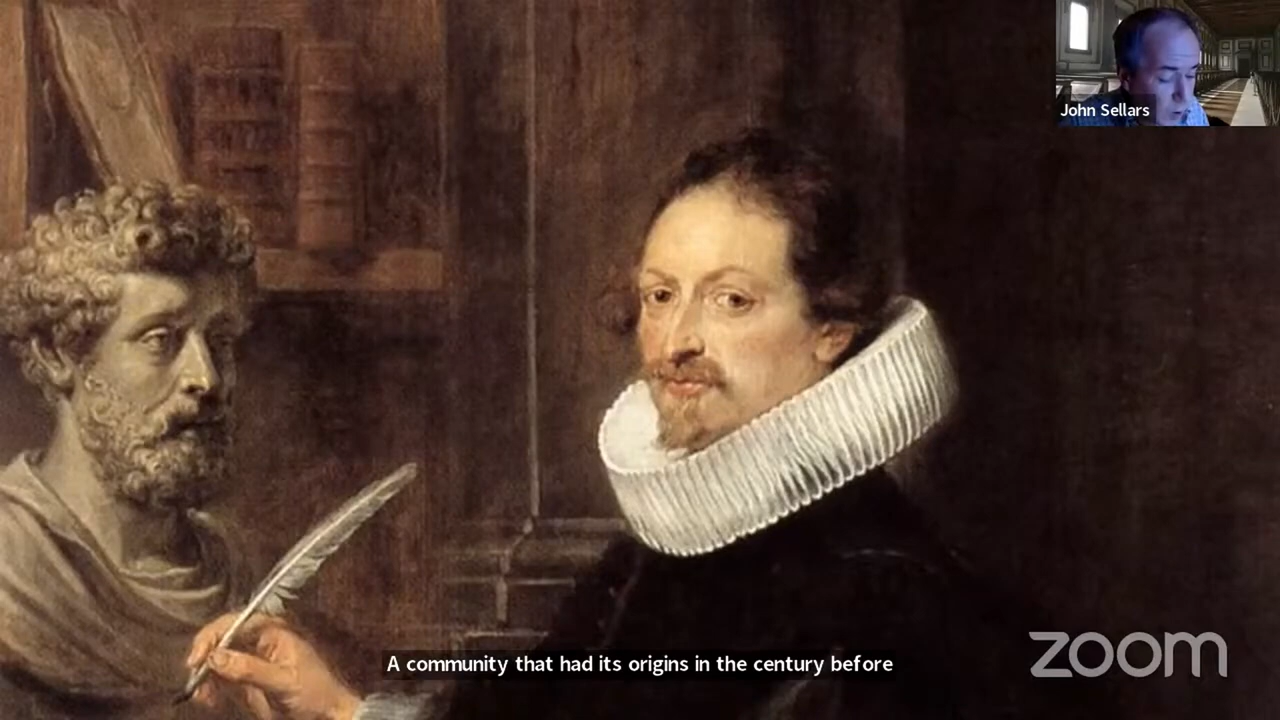 John Sellars
A community that had its origins in the century before
zoom